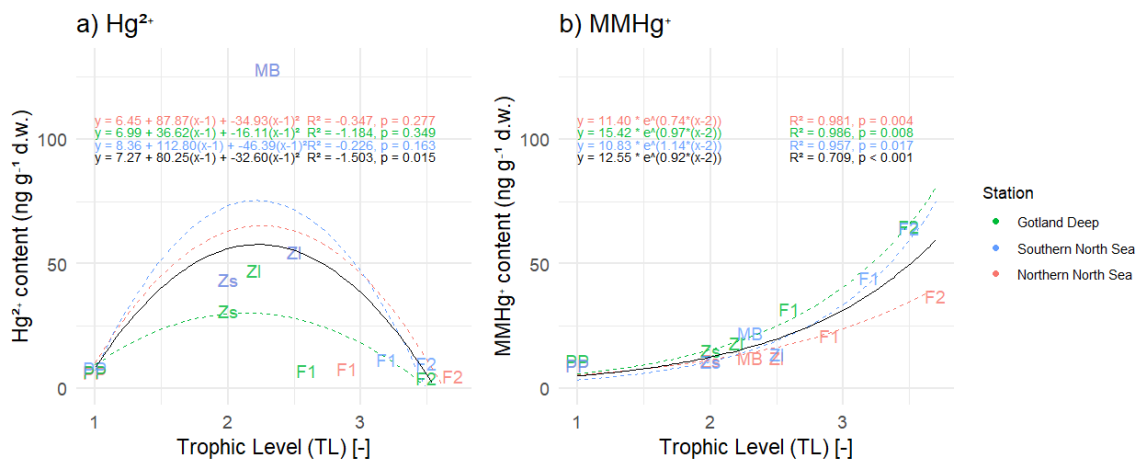 a) Hg²⁺
MB
y = 6.45 + 87.87(x-1) + -34.93(x-1)² R² = -0.347, p = 0.277
y = 6.99 + 36.62(x-1) + -16.11(x-1)² R² = -1.184, p = 0.349
y = 8.36 + 112.80(x-1) + -46.39(x-1)² R² = -0.226, p = 0.163
y = 7.27 + 80.25(x-1) + -32.60(x-1)² R² = -1.503, p = 0.015
100
50
0
Zl
Zl
Zs
Zs
PP
F1
F1
F1
F2
F2
F2
1 2 3
Trophic Level (TL) [-]
Hg²⁺ content (ng g⁻¹ d.w.)
b) MMHg⁺
y = 11.40 * e^(0.74*(x-2)) R² = 0.981, p = 0.004
y = 15.42 * e^(0.97*(x-2)) R² = 0.986, p = 0.008
y = 10.83 * e^(1.14*(x-2)) R² = 0.957, p = 0.017
y = 12.55 * e^(0.92*(x-2)) R² = 0.709, p < 0.001
100
50
0
F2
F1
F2
F1
F1
MB
Zl
Zs
MB
Zl
Zs
PP
1 2 3
Trophic Level (TL) [-]
MMHg⁺ content (ng g⁻¹ d.w.)
Station
Gotland Deep
Southern North Sea
Northern North Sea